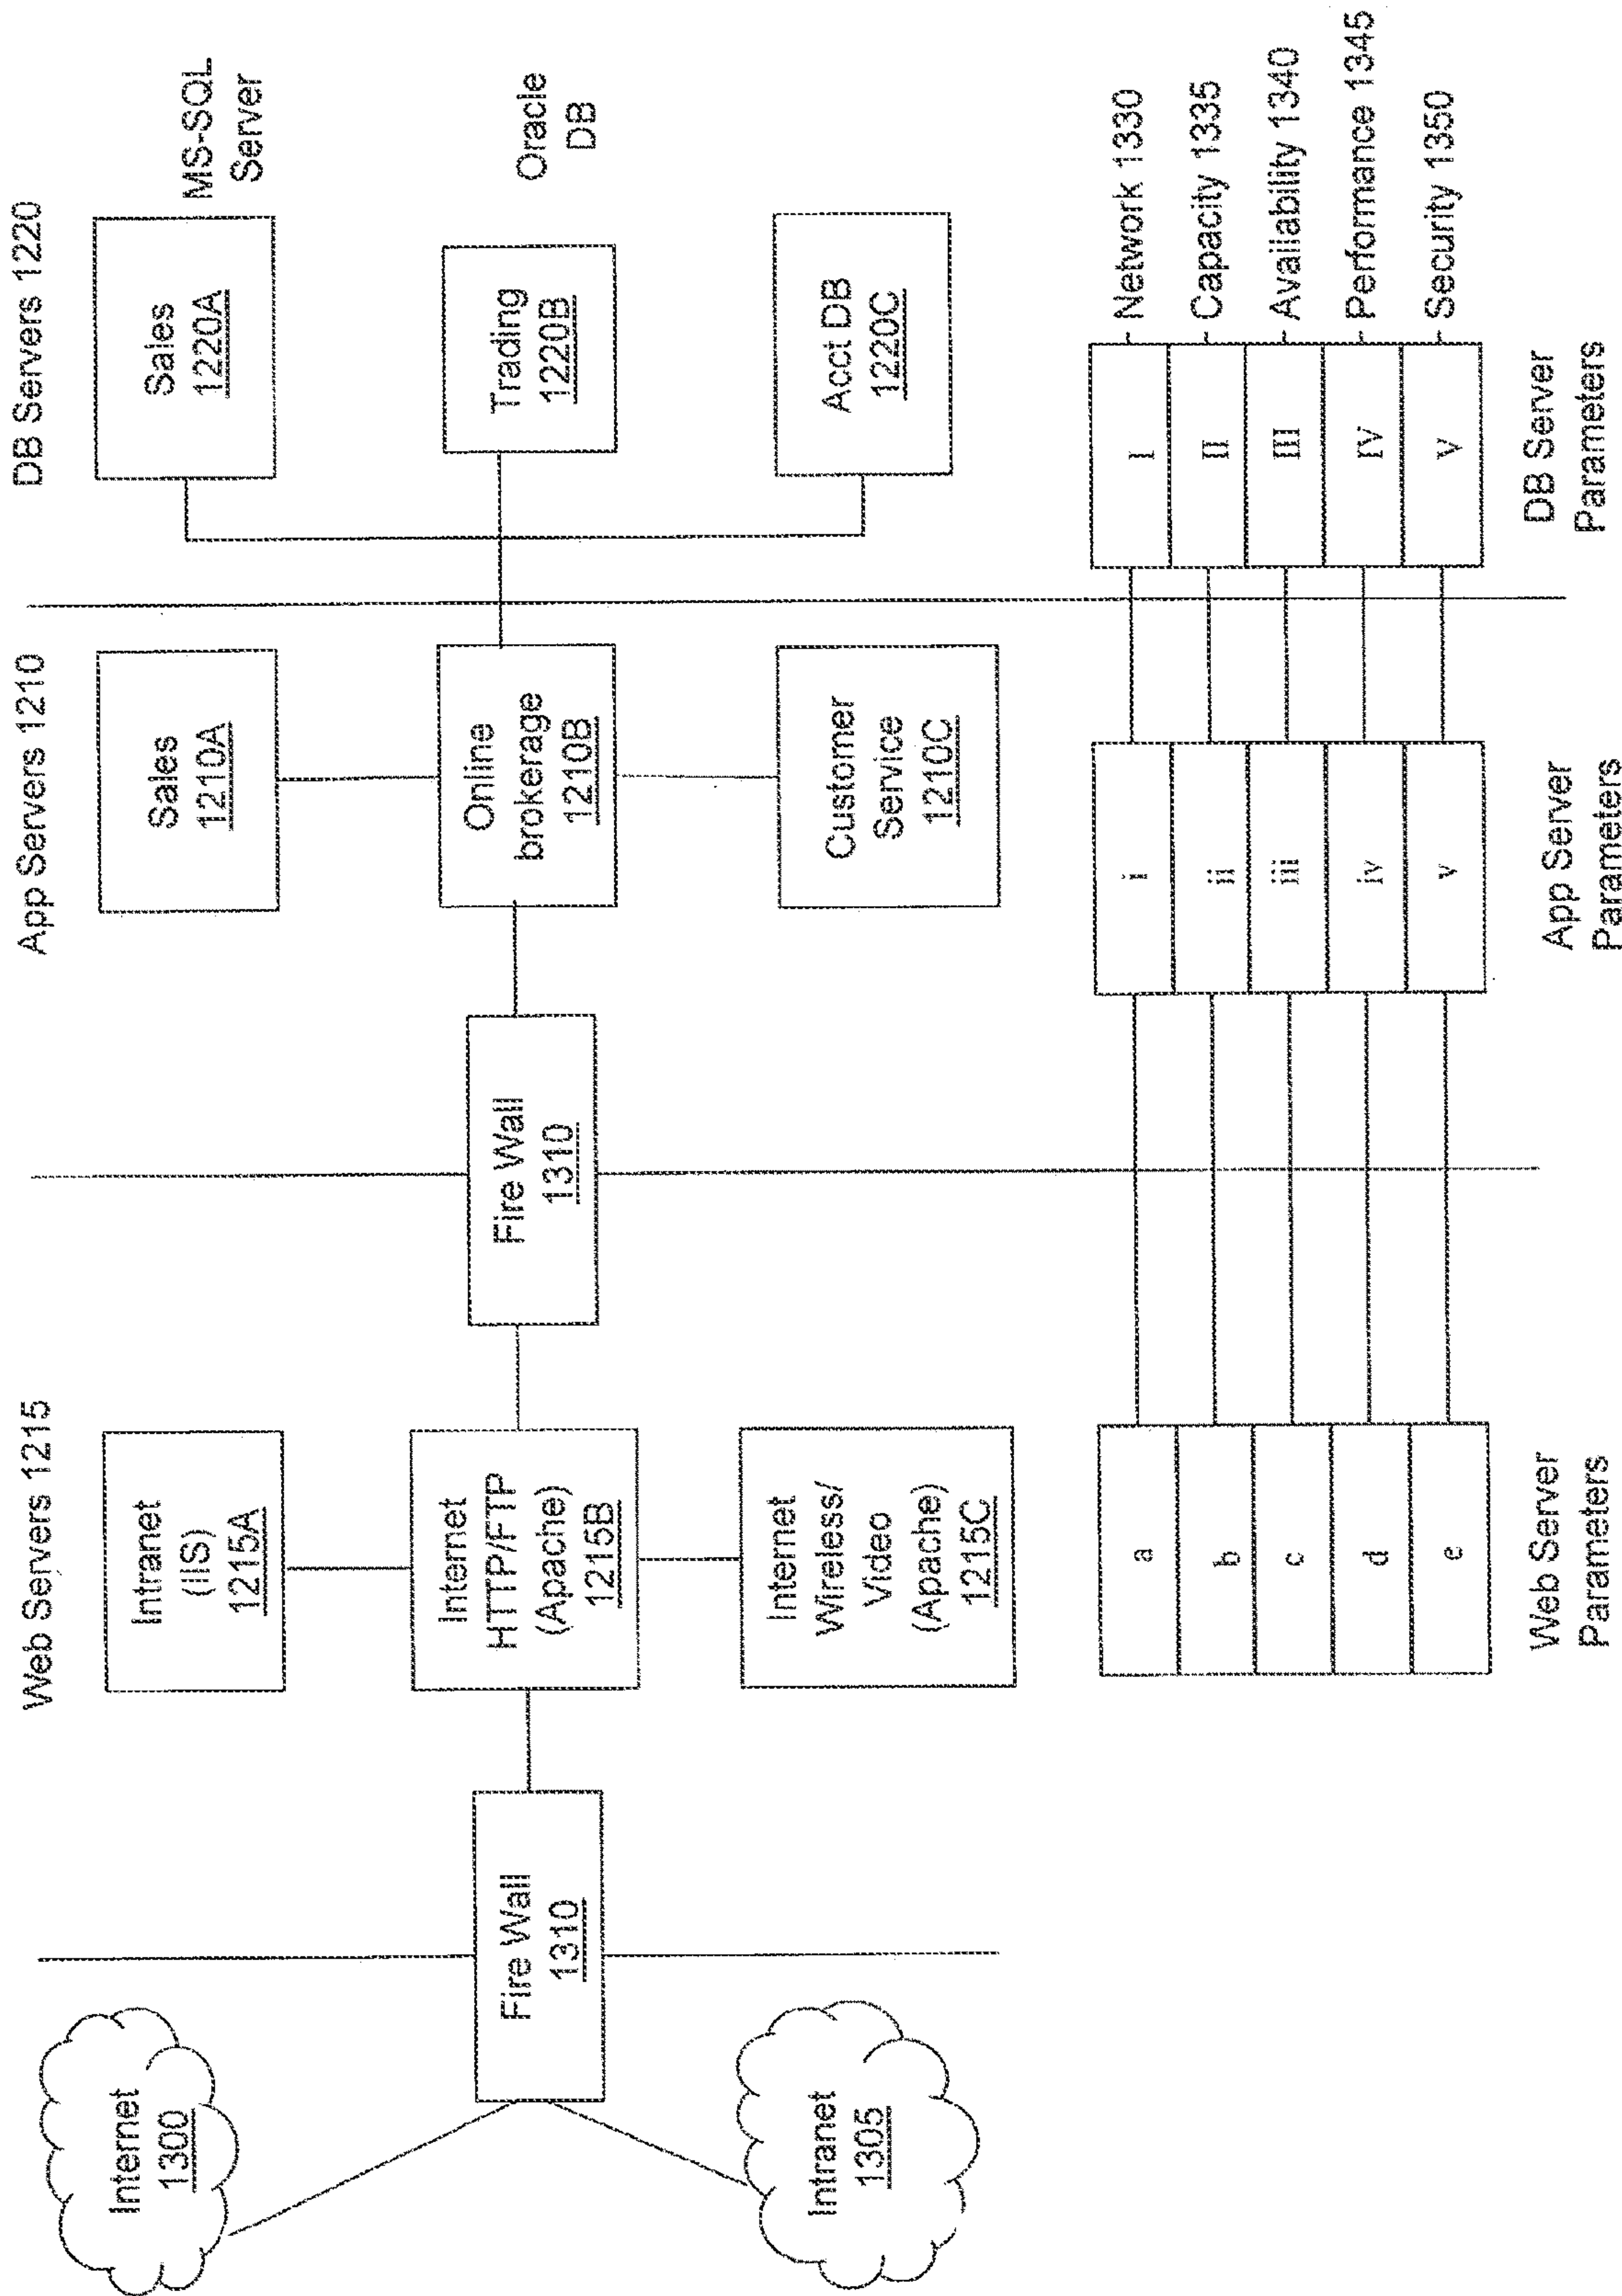 Web Servers 1215
App Servers 1210
DB Servers 1220
Internet
1300
Intranet
1305
Fire Wall
1310
Intranet
(IIS)
1215A
Internet
HTTP/FTP
(Apache)
1215B
Internet
Wireless/
Video
(Apache)
1215C
Fire Wall
1310
Sales
1210A
Online
brokerage
1210B
Customer
Service
1210C
Sales
1220A
MS-SQL
Server
Trading
1220B
Oracle
DB
Acct DB
1220C
a
i
I
Network 1330
b
ii
II
Capacity 1335
c
iii
III
Availability 1340
d
iv
IV
Performance 1345
e
v
V
Security 1350
Web Server
Parameters
App Server
Parameters
DB Server
Parameters